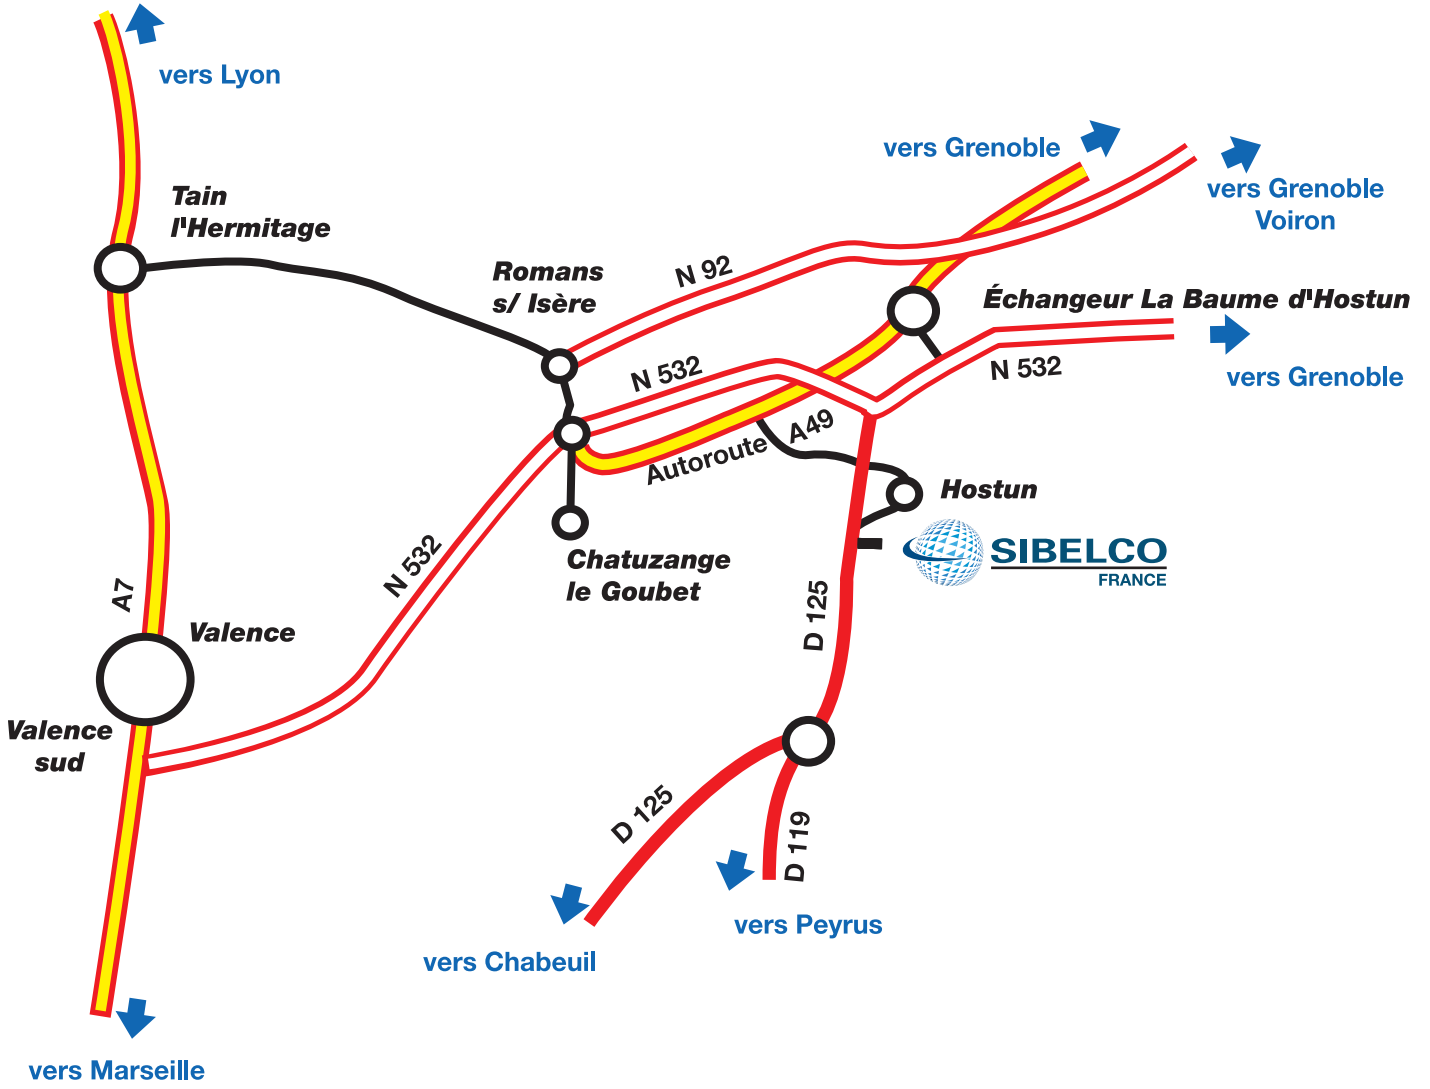 vers Lyon
vers Grenoble
vers Grenoble
Voiron
Tain
l'Hermitage
Romans
s/ Isère
N 92
Échangeur La Baume d'Hostun
N 532
N 532
vers Grenoble
A49
Autoroute
Hostun
SIBELCO
FRANCE
Chatuzange
le Goubet
N 532
A7
D 125
Valence
Valence
sud
D 125
D 119
vers Peyrus
vers Chabeuil
vers Marseille